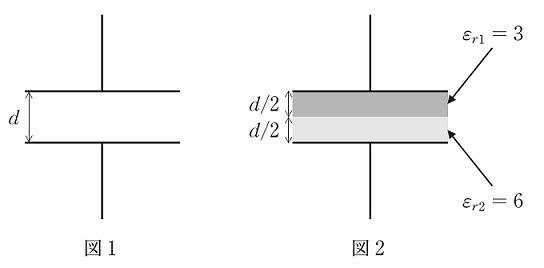 d
図1
d/2
d/2
εr1 = 3
εr2 = 6
図2